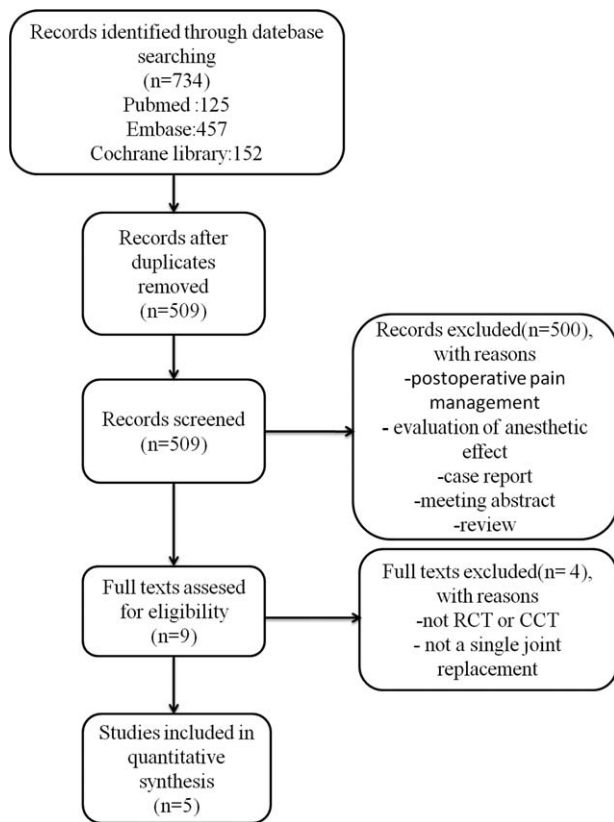 Records identified through datebase
searching
(n=734)
Pubmed :125
Embase:457
Cochrane library:152
Records after
duplicates
removed
(n=509)
Records screened
(n=509)
Records excluded(n=500),
with reasons
-postoperative pain
management
- evaluation of anesthetic
effect
-case report
-meeting abstract
-review
Full texts assesed
for eligibility
(n=9)
Full texts excluded(n= 4),
with reasons
-not RCT or CCT
- not a single joint
replacement
Studies included in
quantitative
synthesis
(n=5)